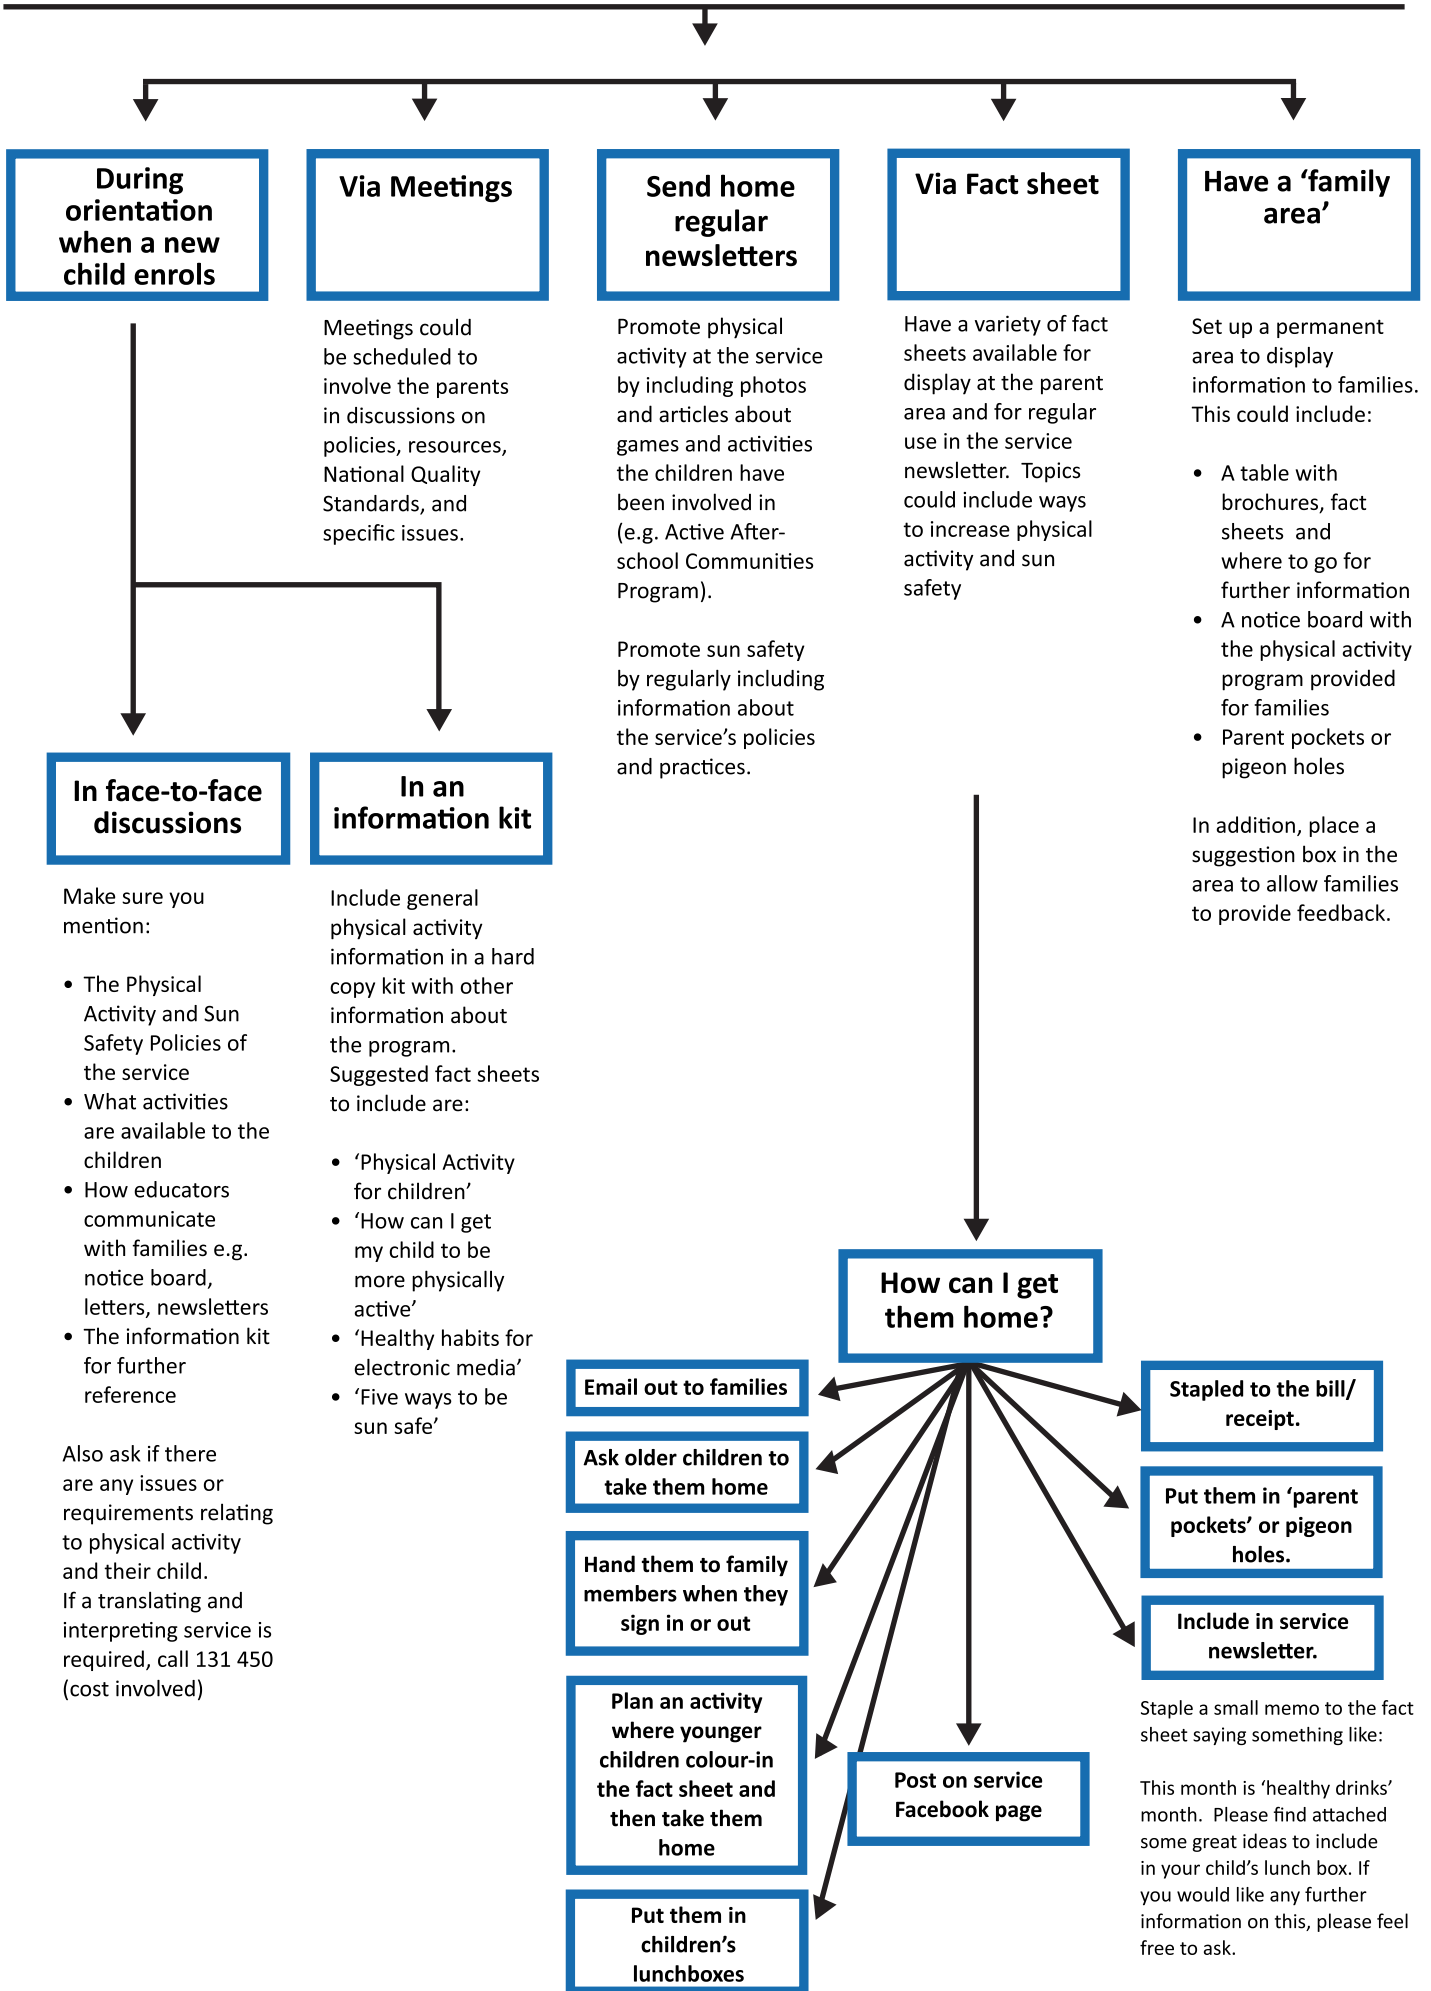 During
orientation
when a new
child enrols
Via Meetings
Send home
regular
newsletters
Via Fact sheet
Have a ‘family
area’
Meetings could
be scheduled to
involve the parents
in discussions on
policies, resources,
National Quality
Standards, and
specific issues.
Promote physical
activity at the service
by including photos
and articles about
games and activities
the children have
been involved in
(e.g. Active After-
school Communities
Program).
Promote sun safety
by regularly including
information about
the service’s policies
and practices.
Have a variety of fact
sheets available for
display at the parent
area and for regular
use in the service
newsletter.  Topics
could include ways
to increase physical
activity and sun
safety
Set up a permanent
area to display
information to families.
This could include:
• A table with
brochures, fact
sheets  and
where to go for
further information
• A notice board with
the physical activity
program provided
for families
• Parent pockets or
pigeon holes
In addition, place a
suggestion box in the
area to allow families
to provide feedback.
In face-to-face
discussions
Make sure you
mention:
• The Physical
Activity and Sun
Safety Policies of
the service
• What activities
are available to the
children
• How educators
communicate
with families e.g.
notice board,
letters, newsletters
• The information kit
for further
reference
Also ask if there
are any issues or
requirements relating
to physical activity
and their child.
If a translating and
interpreting service is
required, call 131 450
(cost involved)
In an
information kit
Include general
physical activity
information in a hard
copy kit with other
information about
the program.
Suggested fact sheets
to include are:
• ‘Physical Activity
for children’
• ‘How can I get
my child to be
more physically
active’
• ‘Healthy habits for
electronic media’
• ‘Five ways to be
sun safe’
How can I get
them home?
Email out to families
Ask older children to
take them home
Hand them to family
members when they
sign in or out
Plan an activity
where younger
children colour-in
the fact sheet and
then take them
home
Put them in
children’s
lunchboxes
Post on service
Facebook page
Stapled to the bill/
receipt.
Put them in ‘parent
pockets’ or pigeon
holes.
Include in service
newsletter.
Staple a small memo to the fact
sheet saying something like:
This month is ‘healthy drinks’
month.  Please find attached
some great ideas to include
in your child’s lunch box. If
you would like any further
information on this, please feel
free to ask.